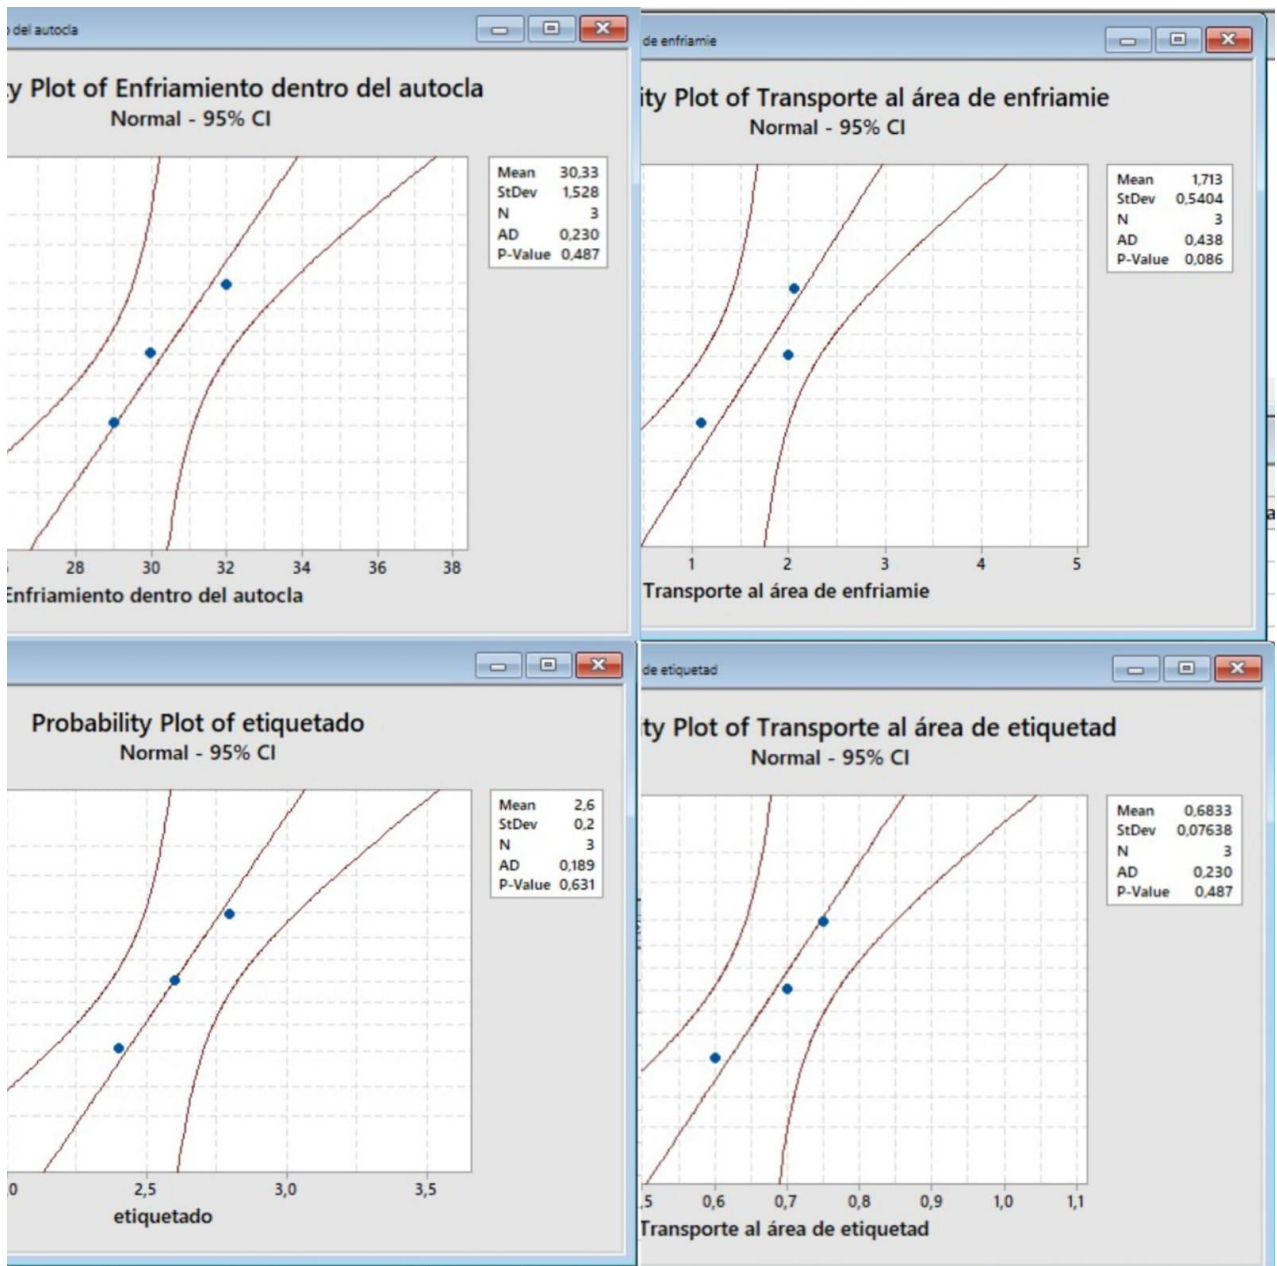 del autocla
y Plot of Enfriamiento dentro del autocla
Normal - 95% CI
Mean 30,33
StDev 1,528
N 3
AD 0,230
P-Value 0,487
28 30 32 34 36 38
Enfriamiento dentro del autocla
de enfriamie
ity Plot of Transporte al área de enfriamie
Normal - 95% CI
Mean 1,713
StDev 0,5404
N 3
AD 0,438
P-Value 0,086
1 2 3 4 5
Transporte al área de enfriamie
Probability Plot of etiquetado
Normal - 95% CI
Mean 2,6
StDev 0,2
N 3
AD 0,189
P-Value 0,631
0 2,5 3,0 3,5
etiquetado
de etiquetad
ity Plot of Transporte al área de etiquetad
Normal - 95% CI
Mean 0,6833
StDev 0,07638
N 3
AD 0,230
P-Value 0,487
,5 0,6 0,7 0,8 0,9 1,0 1,1
Transporte al área de etiquetad